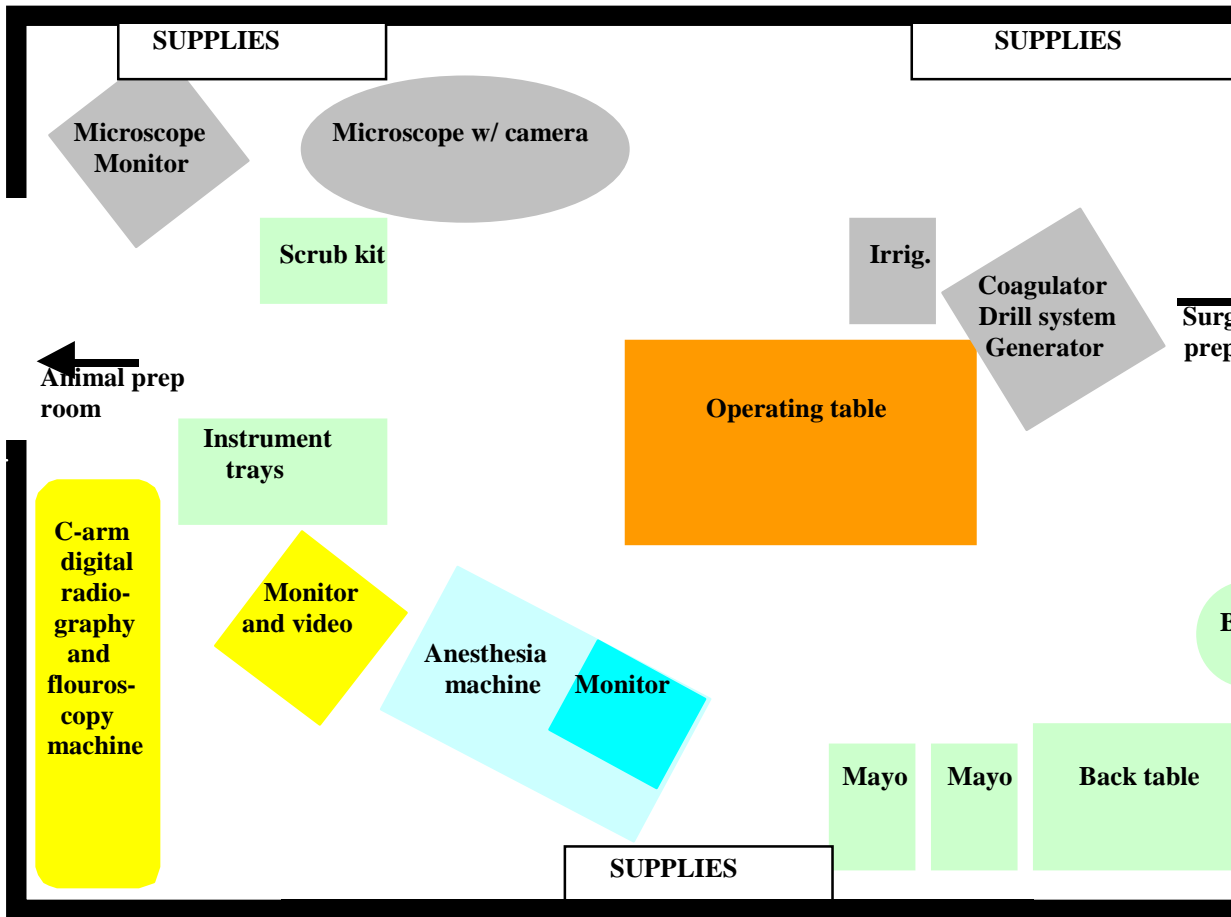 SUPPLIES
SUPPLIES
Microscope
Monitor
Microscope w/ camera
Scrub kit
Irrig.
Coagulator
Drill system
Generator
Surg
prep
Animal prep
room
Operating table
Instrument
trays
C-arm
digital
radio-
graphy
and
flouros-
copy
machine
Monitor
and video
Anesthesia
machine
Monitor
B
Mayo
Mayo
Back table
SUPPLIES